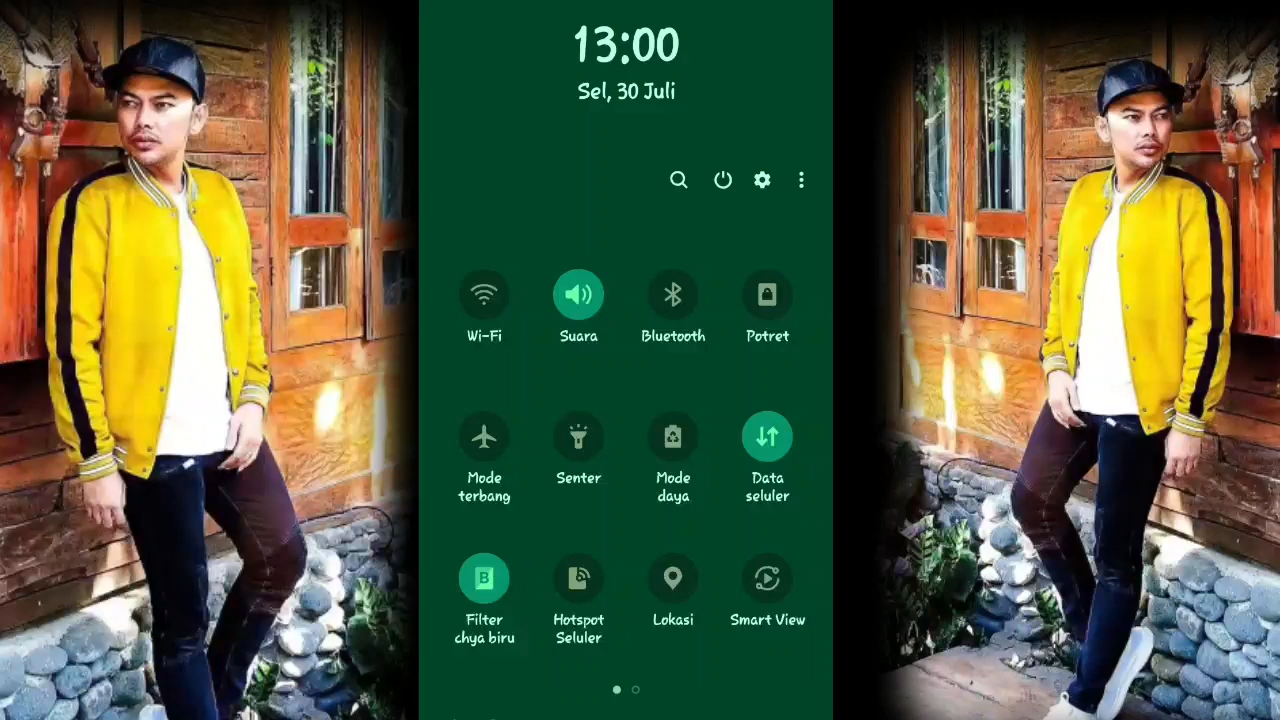 13:00
Sel, 30 Juli
Wi-Fi
Suara
Bluetooth
Potret
Mode
terbang
Senter
Mode
daya
Data
seluler
B
Filter
chya biru
Hotspot
Seluler
Lokasi
Smart View